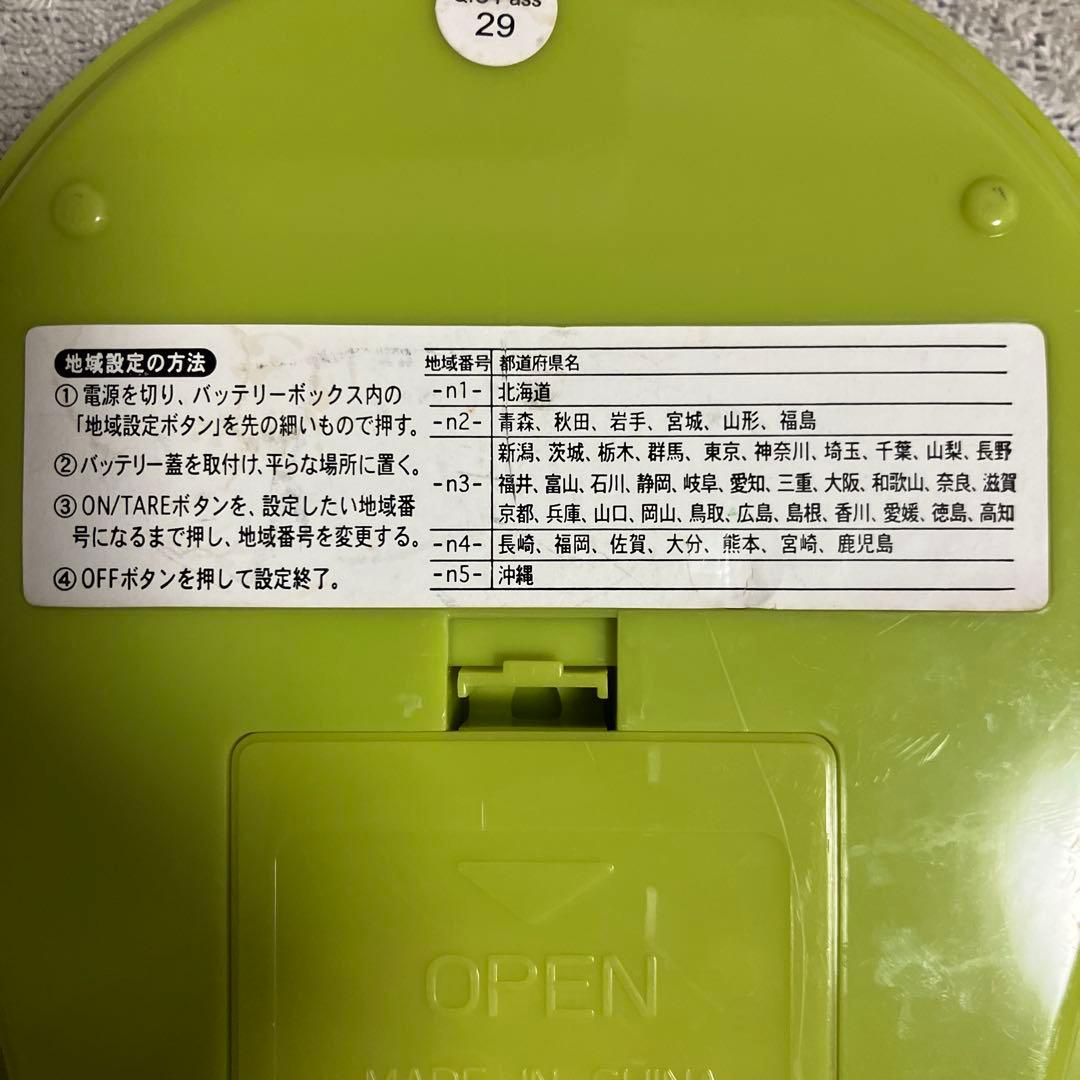 Pass
29
地域設定の方法
①電源を切り、バッテリーボックス内の
「地域設定ボタン」を先の細いもので押す。
②バッテリー蓋を取付け、平らな場所に置く。
③ON/TAREボタンを、設定したい地域番
号になるまで押し、地域番号を変更する。
④OFFボタンを押して設定終了。
地域番号 都道府県名
-n1- 北海道
-n2- 青森、秋田、岩手、宮城、山形、福島
新潟、茨城、栃木、群馬、東京、神奈川、埼玉、千葉、山梨、長野
-n3- 福井、富山、石川、静岡、岐阜、愛知、三重、大阪、和歌山、奈良、滋賀
京都、兵庫、山口、岡山、鳥取、広島、島根、香川、愛媛、徳島、高知
-n4- 長崎、福岡、佐賀、大分、熊本、宮崎、鹿児島
-n5- 沖縄
OPEN
MADE IN CHINA